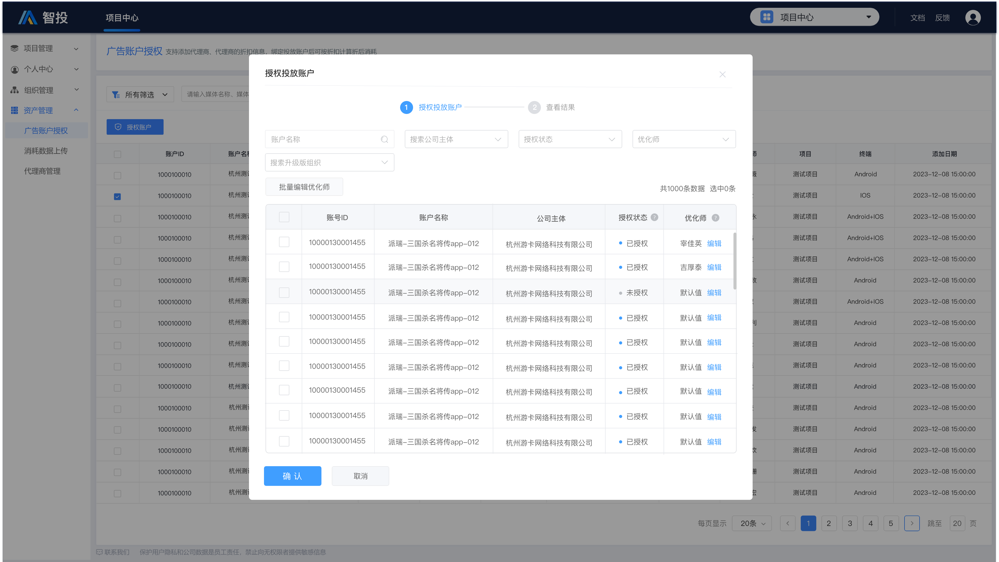 智投 项目中心 项目中心 文档 反馈
项目管理
个人中心
组织管理
资产管理
广告账户授权
消耗数据上传
代理商管理
广告账户授权 支持添加代理商、代理商的折扣信息，绑定投放账户后可按折扣计算折后消耗
所有筛选 请输入媒体名称、媒体
授权账户
账户ID 账户名 项目 终端 添加日期
1000100010 杭州测 测试项目 Android 2023-12-08 15:00:00
1000100010 杭州测 测试项目 IOS 2023-12-08 15:00:00
1000100010 杭州测 测试项目 Android+IOS 2023-12-08 15:00:00
1000100010 杭州测 测试项目 Android+IOS 2023-12-08 15:00:00
1000100010 杭州测 测试项目 Android+IOS 2023-12-08 15:00:00
1000100010 杭州测 测试项目 Android 2023-12-08 15:00:00
1000100010 杭州测 测试项目 Android+IOS 2023-12-08 15:00:00
1000100010 杭州测 测试项目 Android 2023-12-08 15:00:00
1000100010 杭州测 测试项目 Android 2023-12-08 15:00:00
1000100010 杭州测 测试项目 Android 2023-12-08 15:00:00
1000100010 杭州测 测试项目 Android 2023-12-08 15:00:00
1000100010 杭州测 测试项目 Android 2023-12-08 15:00:00
1000100010 杭州测 测试项目 Android 2023-12-08 15:00:00
1000100010 杭州测 测试项目 Android 2023-12-08 15:00:00
1000100010 杭州测 测试项目 Android 2023-12-08 15:00:00
1000100010 杭州测 测试项目 Android 2023-12-08 15:00:00
授权投放账户
1 授权投放账户 2 查看结果
账户名称 搜索公司主体 授权状态 优化师
搜索升级版组织
批量编辑优化师 共1000条数据 选中0条
账号ID 账户名称 公司主体 授权状态 ? 优化师 ?
10000130001455 派瑞-三国杀名将传app-012 杭州游卡网络科技有限公司 已授权 宰佳英 编辑
10000130001455 派瑞-三国杀名将传app-012 杭州游卡网络科技有限公司 已授权 吉厚泰 编辑
10000130001455 派瑞-三国杀名将传app-012 杭州游卡网络科技有限公司 未授权 默认值 编辑
10000130001455 派瑞-三国杀名将传app-012 杭州游卡网络科技有限公司 已授权 默认值 编辑
10000130001455 派瑞-三国杀名将传app-012 杭州游卡网络科技有限公司 已授权 默认值 编辑
10000130001455 派瑞-三国杀名将传app-012 杭州游卡网络科技有限公司 已授权 默认值 编辑
10000130001455 派瑞-三国杀名将传app-012 杭州游卡网络科技有限公司 已授权 默认值 编辑
10000130001455 派瑞-三国杀名将传app-012 杭州游卡网络科技有限公司 已授权 默认值 编辑
10000130001455 派瑞-三国杀名将传app-012 杭州游卡网络科技有限公司 已授权 默认值 编辑
确 认 取消
每页显示 20条 1 2 3 4 5 跳至 20 页
联系我们 保护用户隐私和公司数据是员工责任，禁止向无权限者提供敏感信息